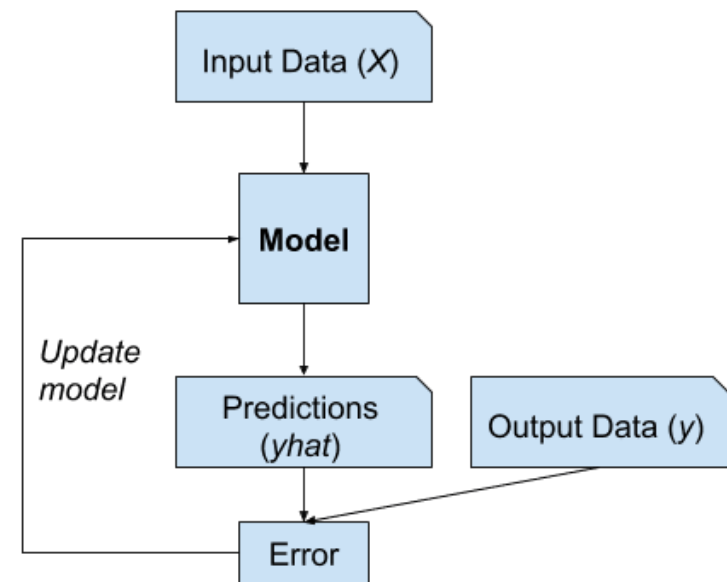 Input Data (X)
Model
Update
model
Predictions
(yhat)
Output Data (y)
Error